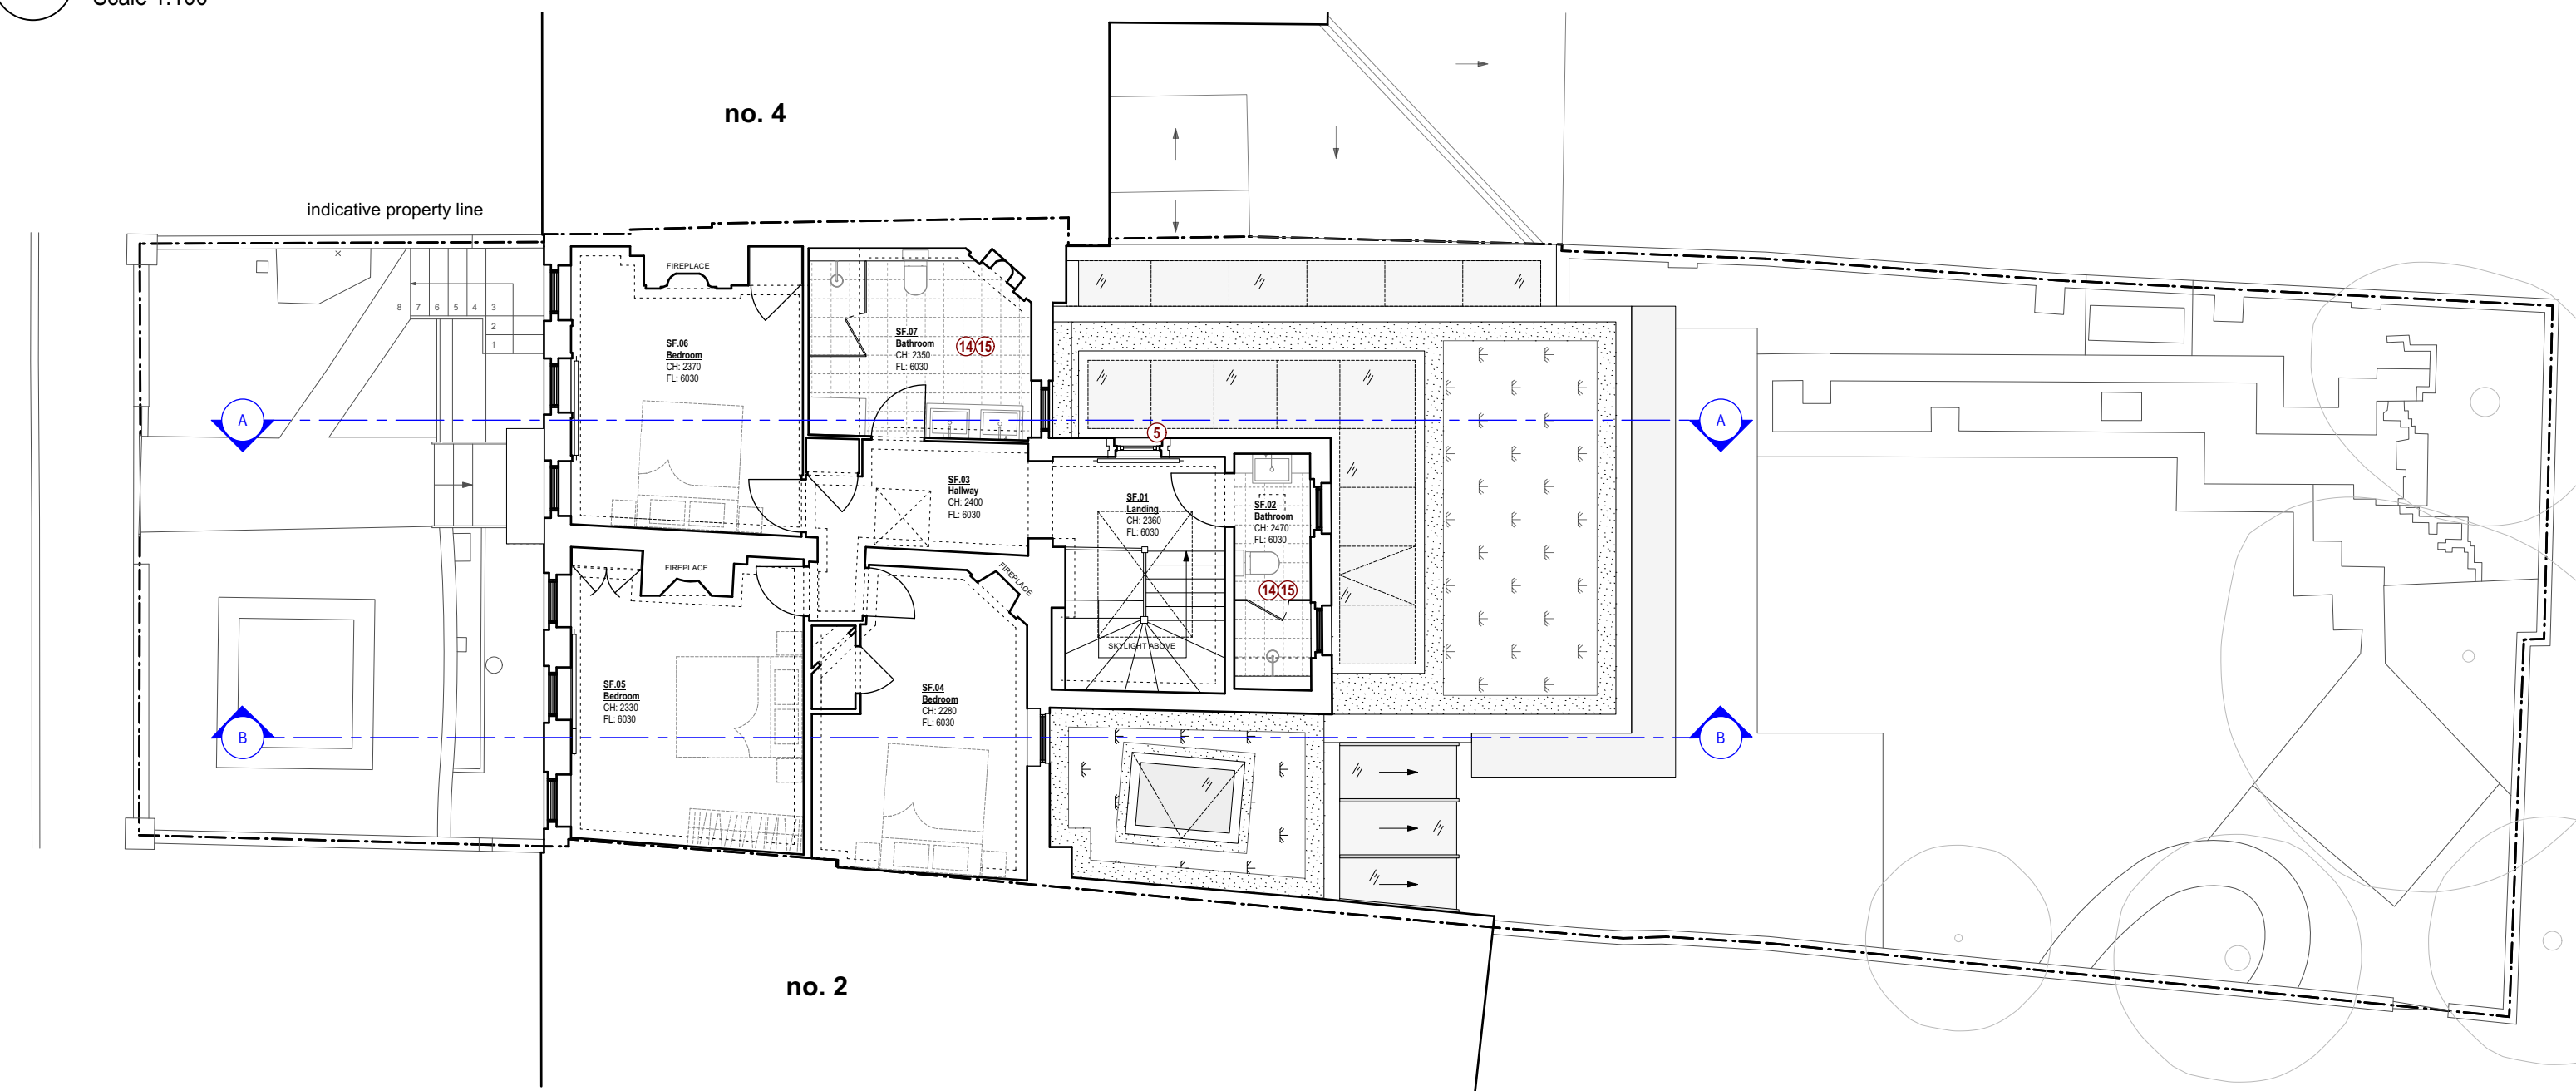 Scale 1:100
no. 4
indicative property line
8 7 6 5 4 3
2
1
FIREPLACE
SF.06
Bedroom
CH: 2370
FL: 6030
SF.07
Bathroom
CH: 2350
FL: 6030
14 15
A
A
5
SF.03
Hallway
CH: 2400
FL: 6030
SF.01
Landing
CH: 2360
FL: 6030
SF.02
Bathroom
CH: 2470
FL: 6030
14 15
FIREPLACE
FIREPLACE
SKYLIGHT ABOVE
SF.05
Bedroom
CH: 2330
FL: 6030
SF.04
Bedroom
CH: 2280
FL: 6030
B
B
no. 2